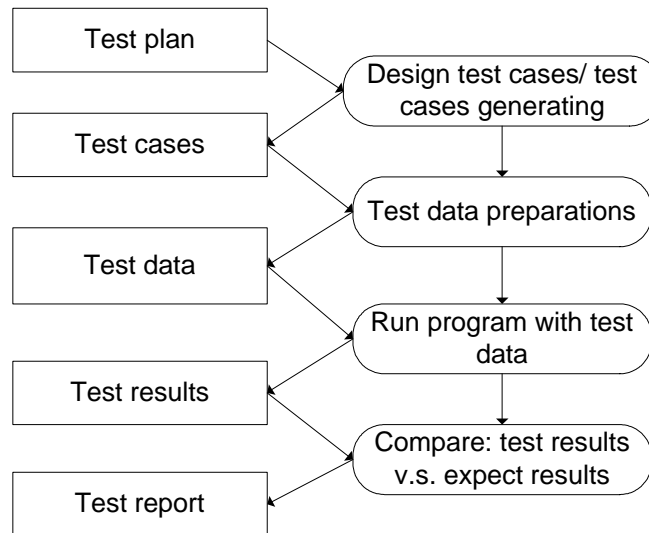 Test plan
Design test cases/ test
cases generating
Test cases
Test data preparations
Test data
Run program with test
data
Test results
Compare: test results
v.s. expect results
Test report